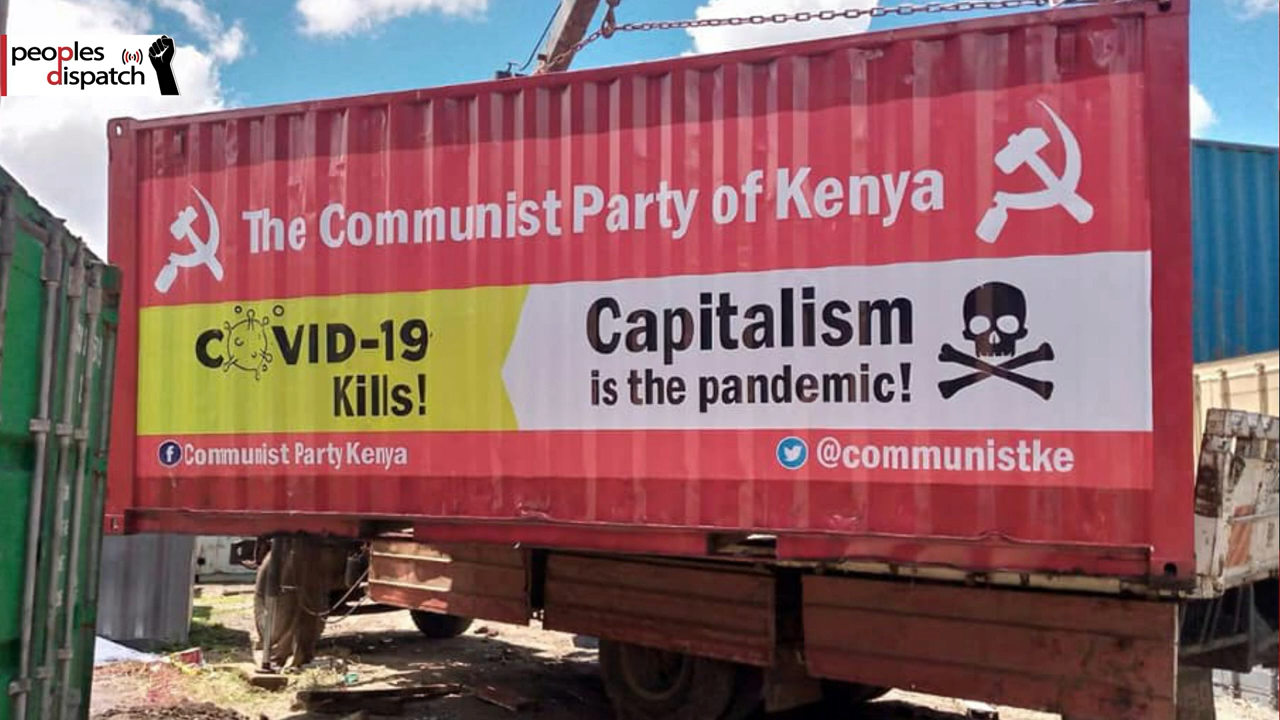 peoples
dispatch
The Communist Party of Kenya
COVID-19
Kills!
Capitalism
is the pandemic!
Communist Party Kenya
@communistke